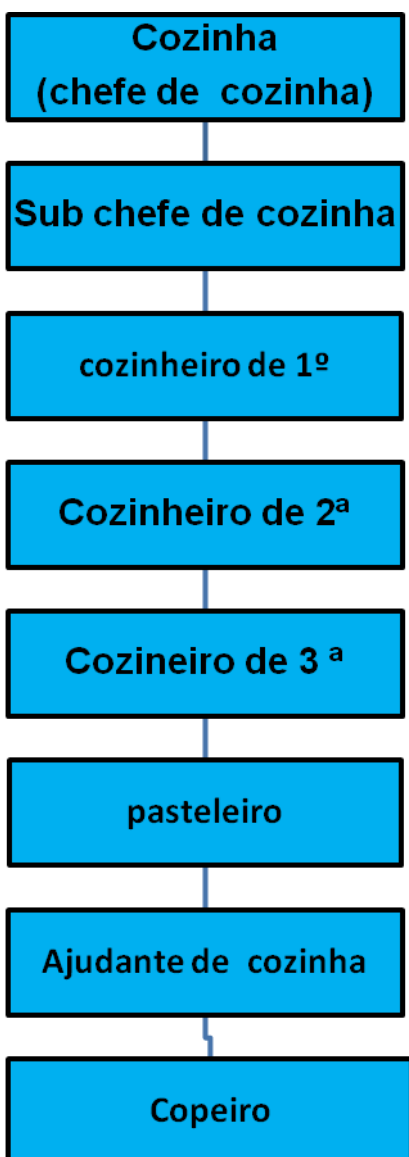 Cozinha
(chefe de cozinha)
Sub chefe de cozinha
cozinheiro de 1º
Cozinheiro de 2ª
Cozineiro de 3 ª
pasteleiro
Ajudante de cozinha
Copeiro